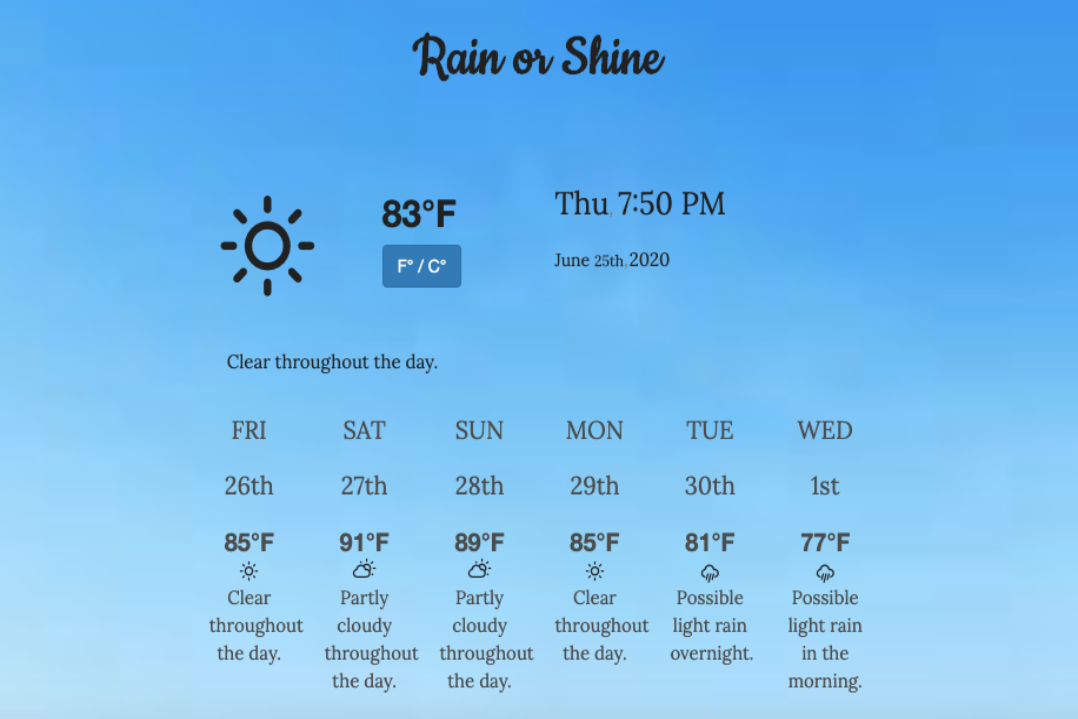 Rain or Shine
83°F
Thu, 7:50 PM
F° / C°
June 25th,2020
Clear throughout the day.
FRI SAT SUN MON TUE WED
26th 27th 28th 29th 30th 1st
85°F 91°F 89°F 85°F 81°F 77°F
Clear Partly Partly Clear Possible Possible
throughout cloudy cloudy throughout light rain light rain
the day. throughout throughout the day. overnight. in the
the day. the day. morning.